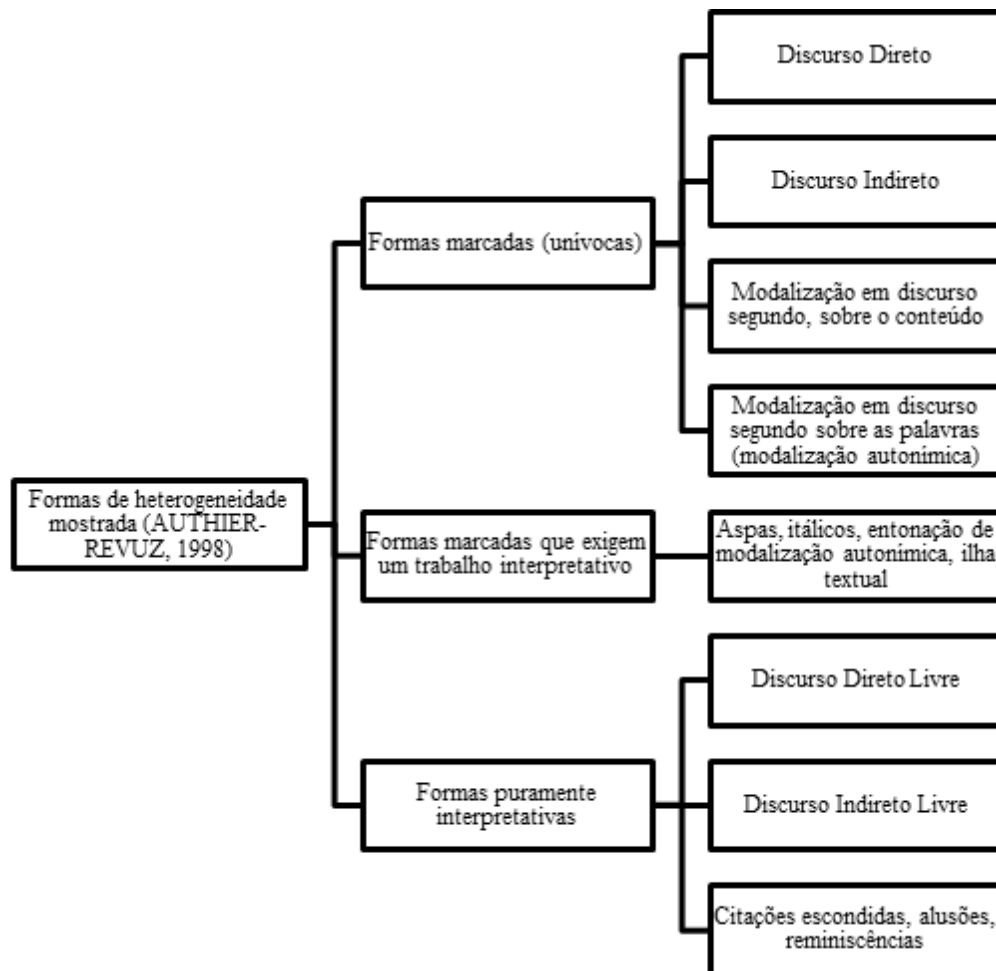 Formas de heterogeneidade
mostrada (AUTHIER-
REVUZ, 1998)
Formas marcadas (unívocas)
Discurso Direto
Discurso Indireto
Modalização em discurso
segundo, sobre o conteúdo
Modalização em discurso
segundo sobre as palavras
(modalização autonímica)
Formas marcadas que exigem
um trabalho interpretativo
Aspas, itálicos, entonação de
modalização autonímica, ilha
textual
Formas puramente
interpretativas
Discurso Direto Livre
Discurso Indireto Livre
Citações escondidas, alusões,
reminiscências